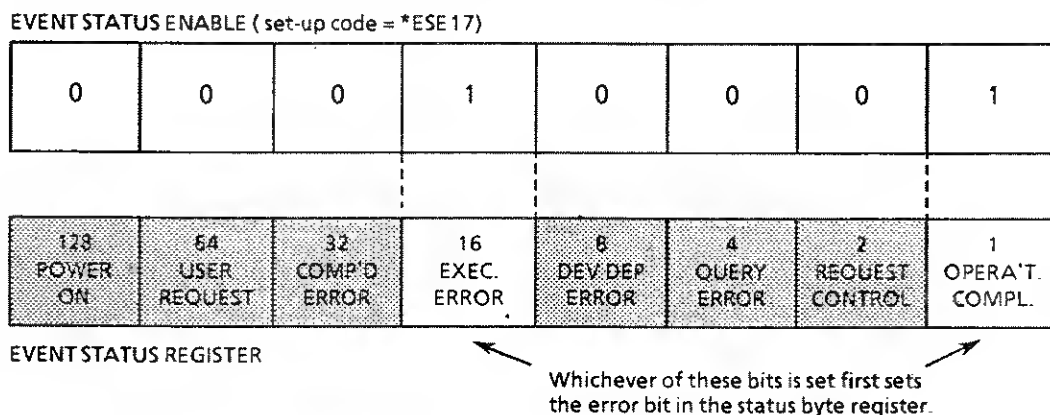 EVENT STATUS ENABLE ( set-up code = *ESE 17)
0 0 0 1 0 0 0 1
128 64 32 16 8 4 2 1
POWER USER COMP'D EXEC. DEV DEP QUERY REQUEST OPERA'T.
ON REQUEST ERROR ERROR ERROR ERROR CONTROL COMPL.
EVENT STATUS REGISTER
Whichever of these bits is set first sets
the error bit in the status byte register.